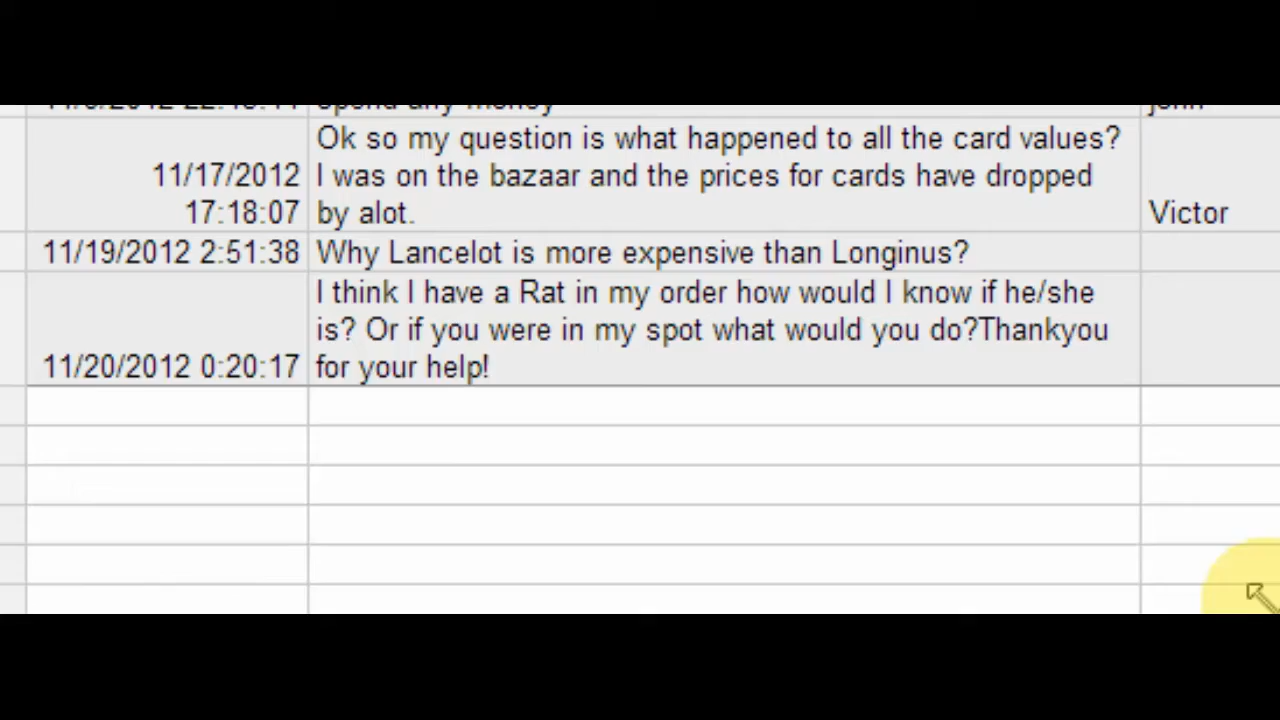 Ok so my question is what happened to all the card values?
11/17/2012 I was on the bazaar and the prices for cards have dropped
17:18:07 by alot. Victor
11/19/2012 2:51:38 Why Lancelot is more expensive than Longinus?
I think I have a Rat in my order how would I know if he/she
is? Or if you were in my spot what would you do?Thankyou
11/20/2012 0:20:17 for your help!